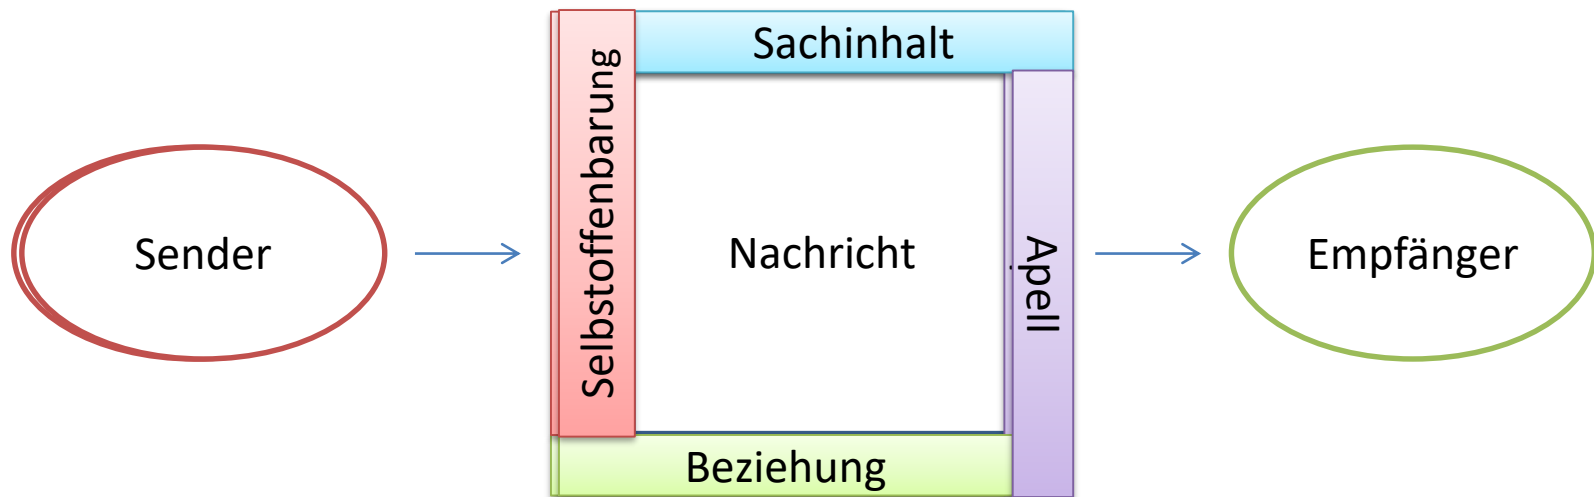 Sachinhalt
Selbstoffenbarung
Sender
Nachricht
Apell
Empfänger
Beziehung